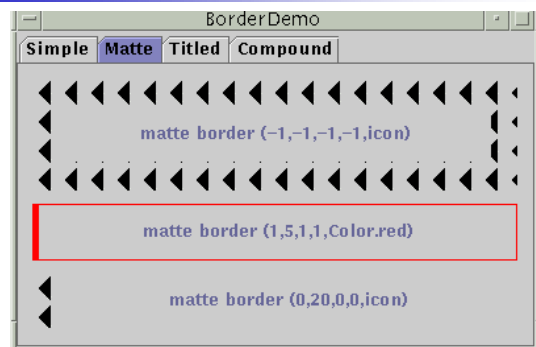 BorderDemo
Simple Matte Titled Compound
matte border (−1,−1,−1,−1,icon)
matte border (1,5,1,1,Color.red)
matte border (0,20,0,0,icon)